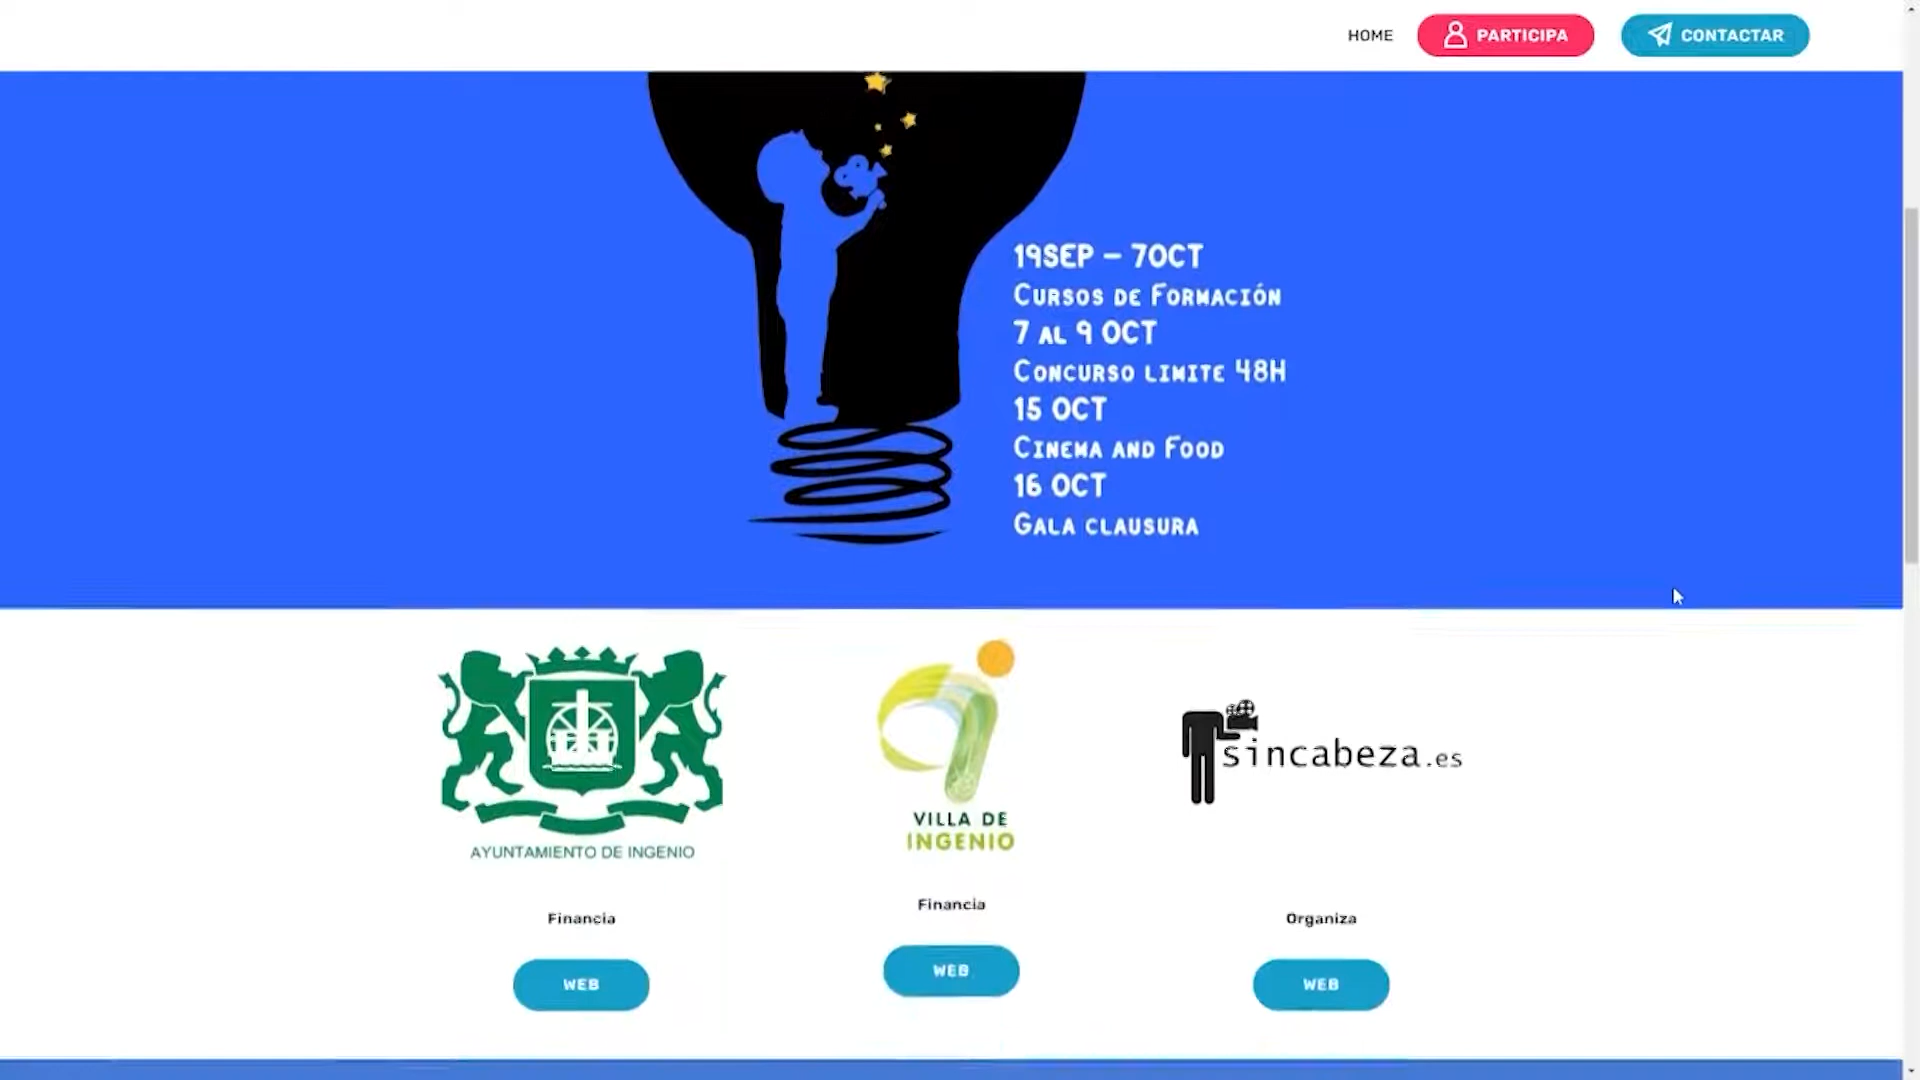 HOME
PARTICIPA
CONTACTAR
19SEP – 7OCT
Cursos de Formación
7 al 9 OCT
Concurso limite 48H
15 OCT
Cinema and Food
16 OCT
Gala clausura
AYUNTAMIENTO DE INGENIO
Financia
WEB
VILLA DE
INGENIO
Financia
WEB
sincabeza.es
Organiza
WEB